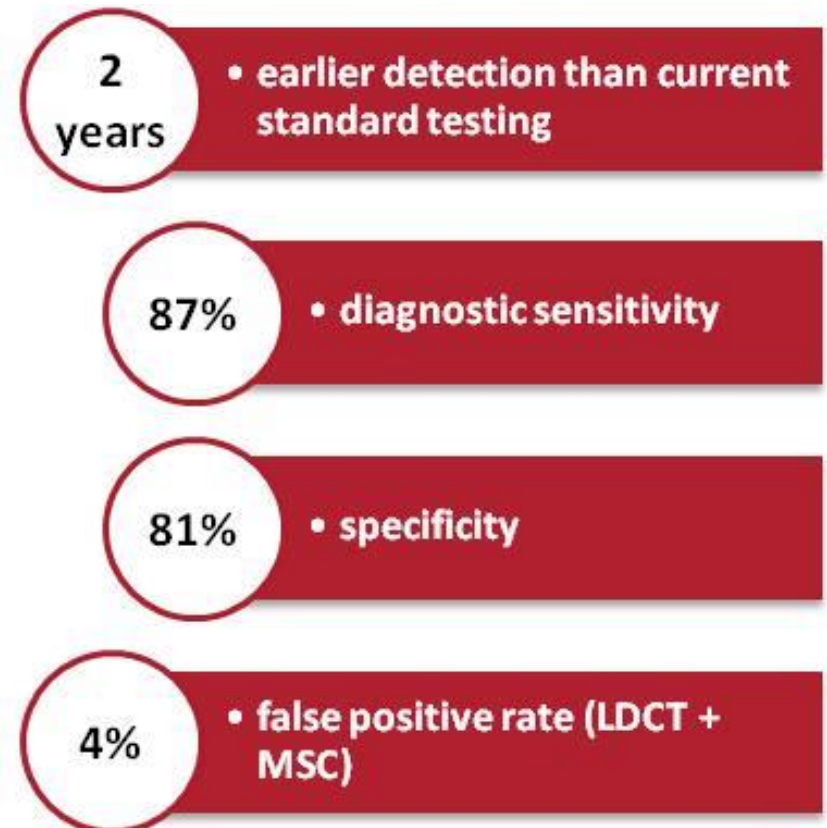 2
years
• earlier detection than current
standard testing
87%
• diagnostic sensitivity
81%
• specificity
4%
• false positive rate (LDCT +
MSC)